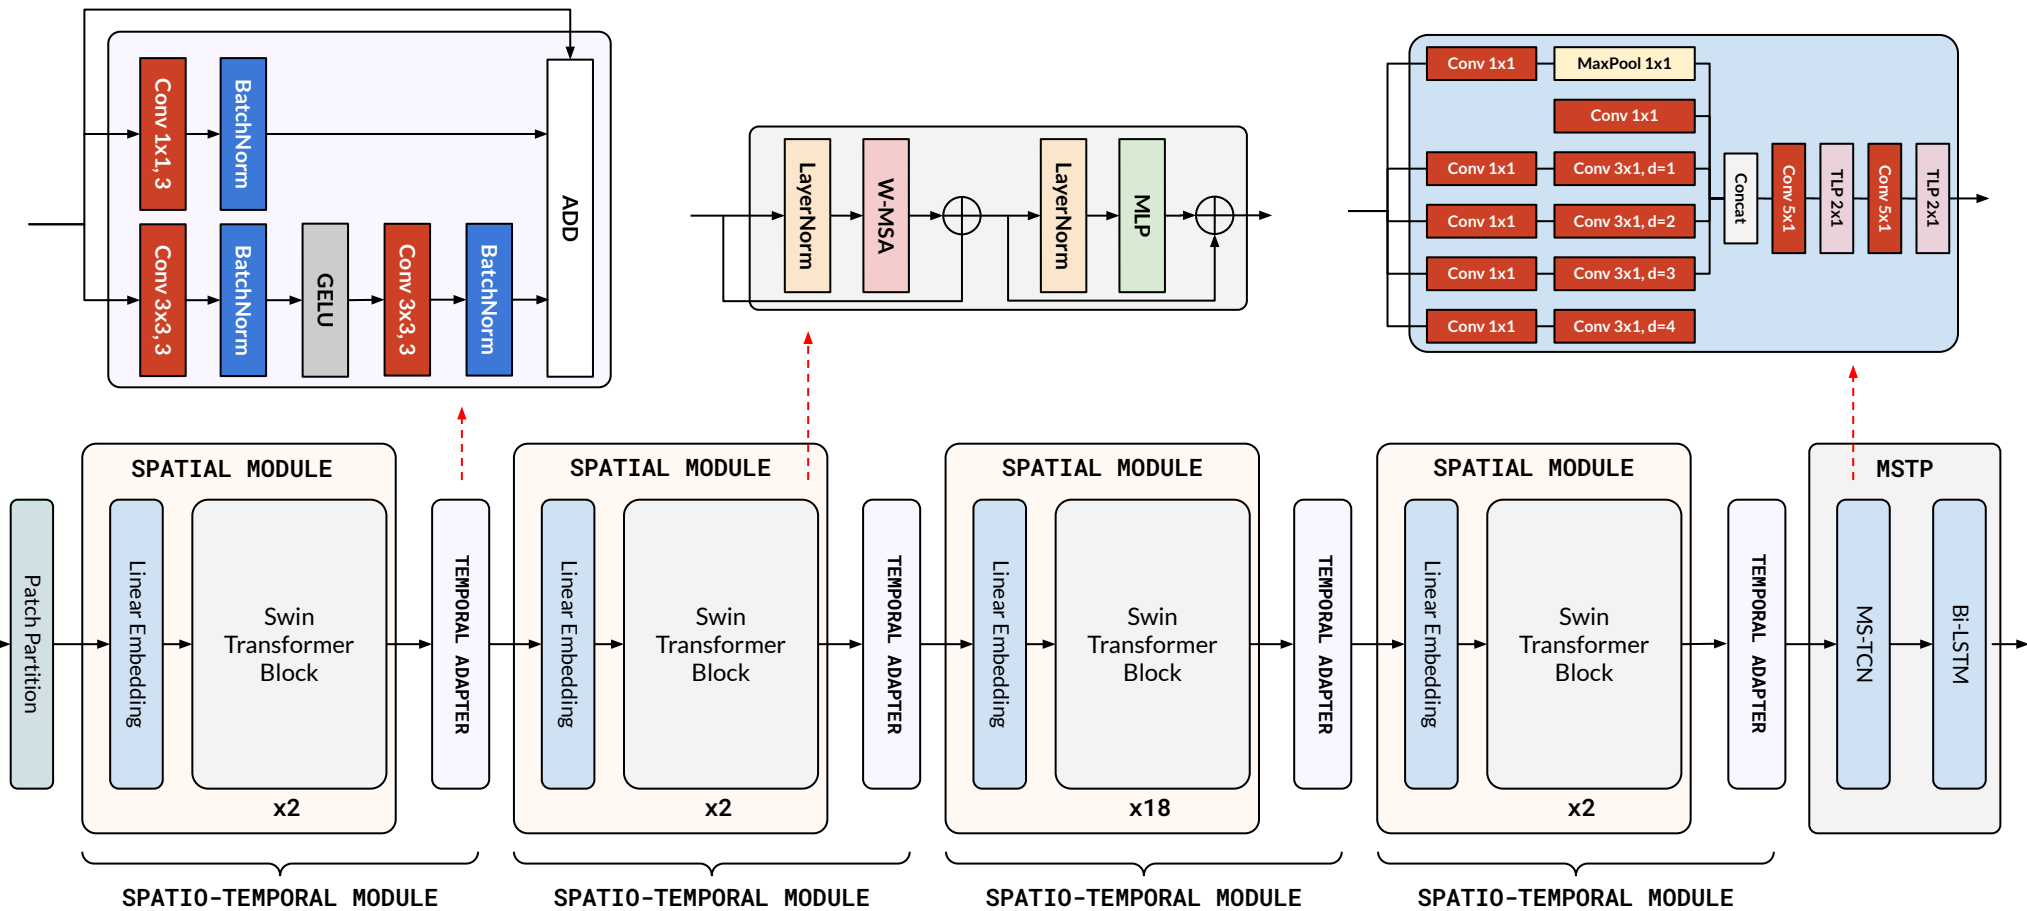 Conv 1x1, 3
BatchNorm
ADD
Conv 3x3, 3
BatchNorm
GELU
Conv 3x3, 3
BatchNorm
LayerNorm
W-MSA
LayerNorm
MLP
Conv 1x1
MaxPool 1x1
Conv 1x1
Conv 1x1
Conv 3x1, d=1
Conv 1x1
Conv 3x1, d=2
Conv 1x1
Conv 3x1, d=3
Conv 1x1
Conv 3x1, d=4
Concat
Conv 5x1
TLP 2x1
Conv 5x1
TLP 2x1
Patch Partition
SPATIAL MODULE
Linear Embedding
Swin
Transformer
Block
x2
TEMPORAL ADAPTER
SPATIAL MODULE
Linear Embedding
Swin
Transformer
Block
x2
TEMPORAL ADAPTER
SPATIAL MODULE
Linear Embedding
Swin
Transformer
Block
x18
TEMPORAL ADAPTER
SPATIAL MODULE
Linear Embedding
Swin
Transformer
Block
x2
TEMPORAL ADAPTER
MSTP
MS-TCN
Bi-LSTM
SPATIO-TEMPORAL MODULE
SPATIO-TEMPORAL MODULE
SPATIO-TEMPORAL MODULE
SPATIO-TEMPORAL MODULE